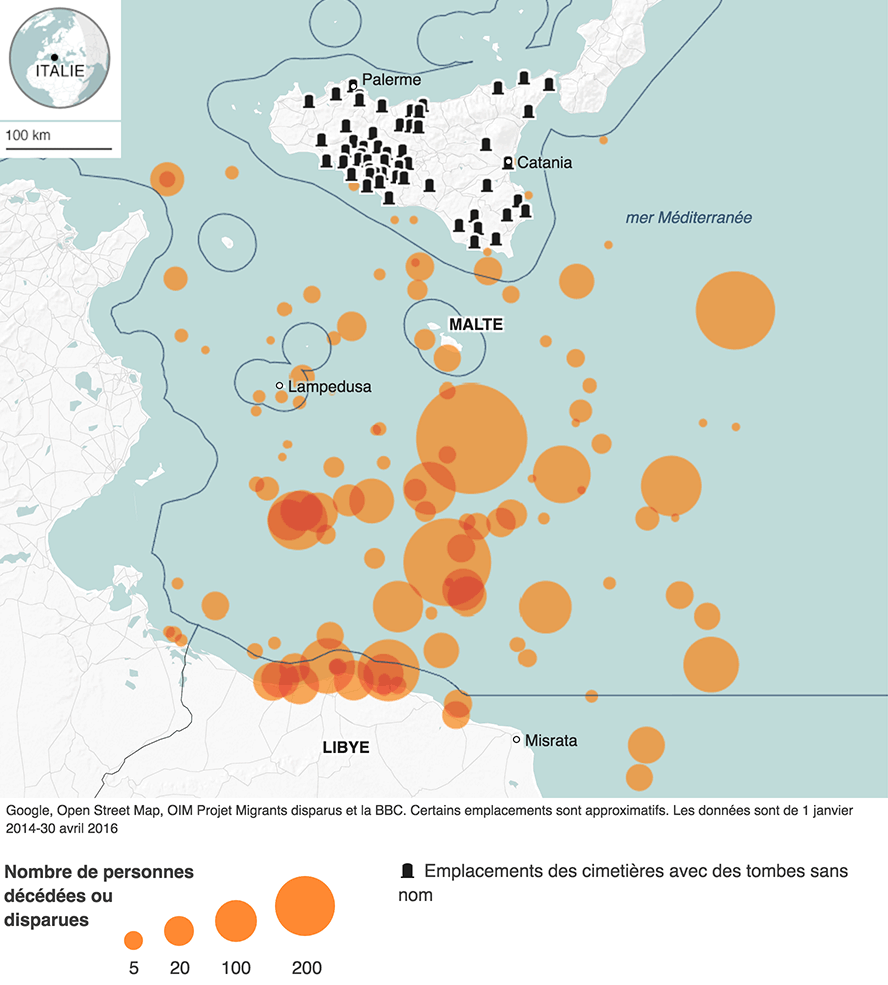 ITALIE
100 km
Palerme
Catania
mer Méditerranée
MALTE
Lampedusa
LIBYE
Misrata
Google, Open Street Map, OIM Projet Migrants disparus et la BBC. Certains emplacements sont approximatifs. Les données sont de 1 janvier
2014-30 avril 2016
Nombre de personnes
décédées ou
disparues
5 20 100 200
Emplacements des cimetières avec des tombes sans
nom